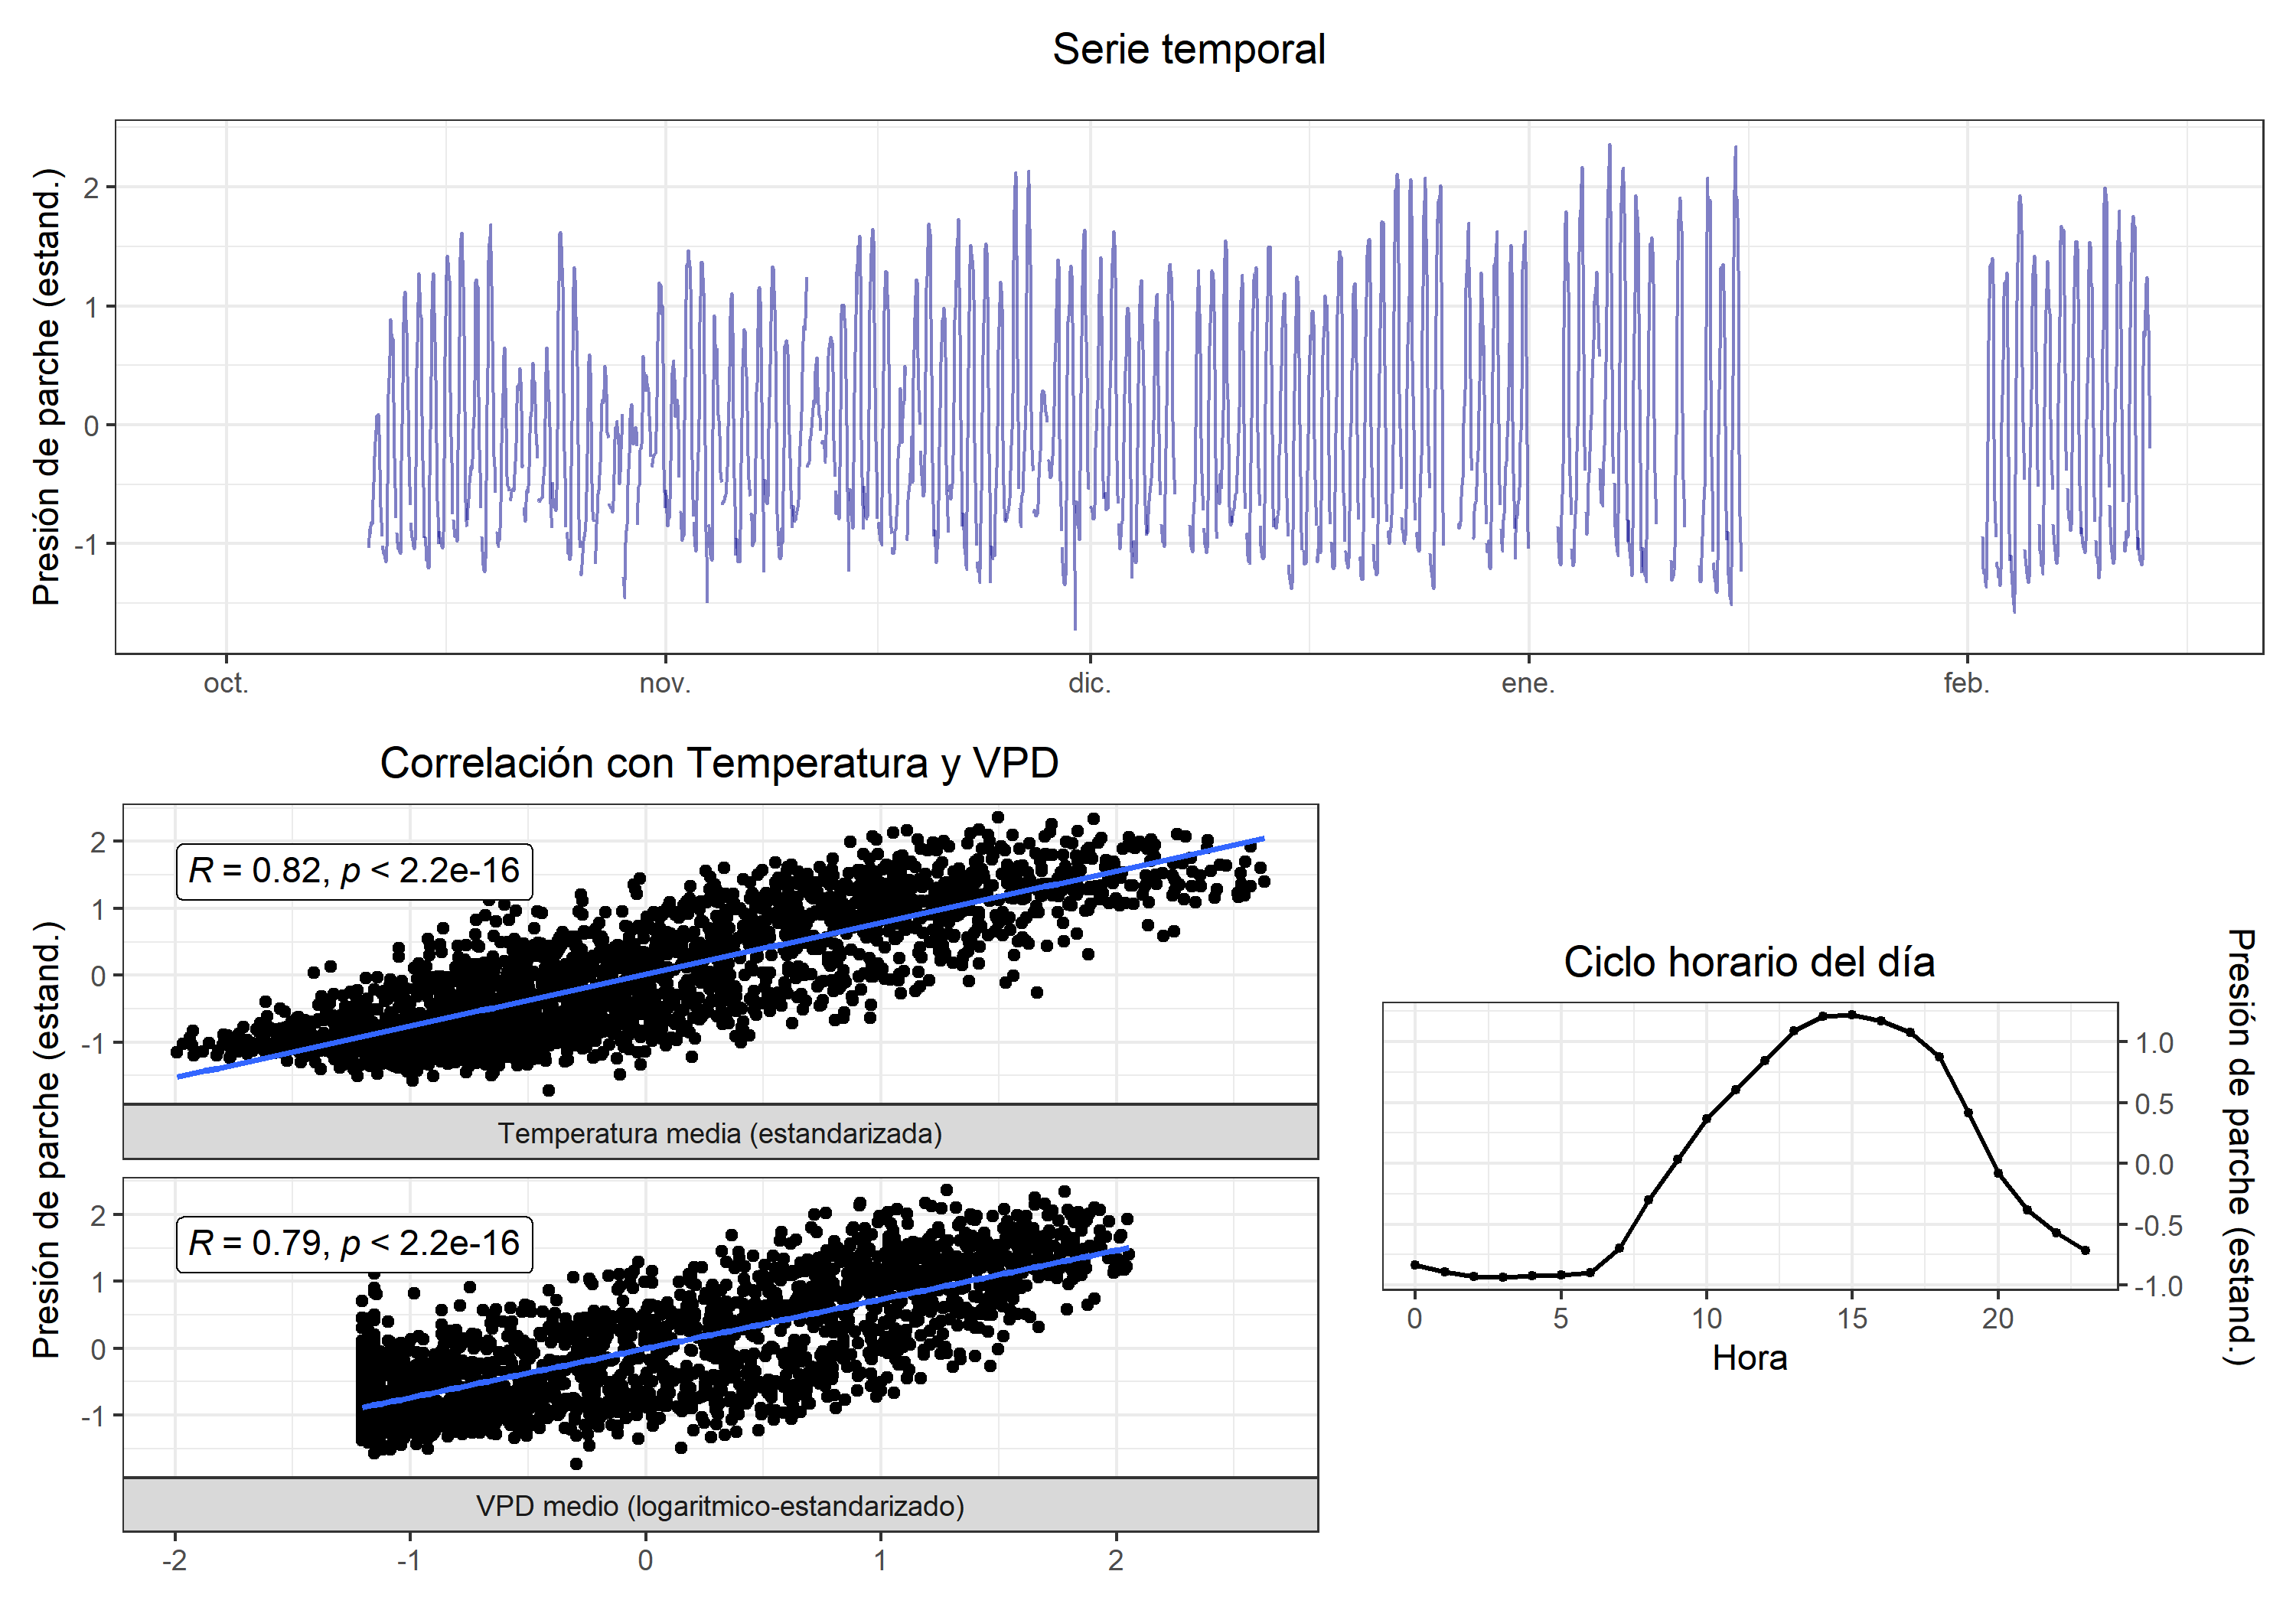 Serie temporal
Presión de parche (estand.)
2
1
0
-1
oct.
nov.
dic.
ene.
feb.
Correlación con Temperatura y VPD
Presión de parche (estand.)
2
1
0
-1
R = 0.82, p < 2.2e-16
Temperatura media (estandarizada)
2
1
0
-1
R = 0.79, p < 2.2e-16
VPD medio (logaritmico-estandarizado)
-2
-1
0
1
2
Ciclo horario del día
1.0
0.5
0.0
-0.5
-1.0
Presión de parche (estand.)
0
5
10
15
20
Hora